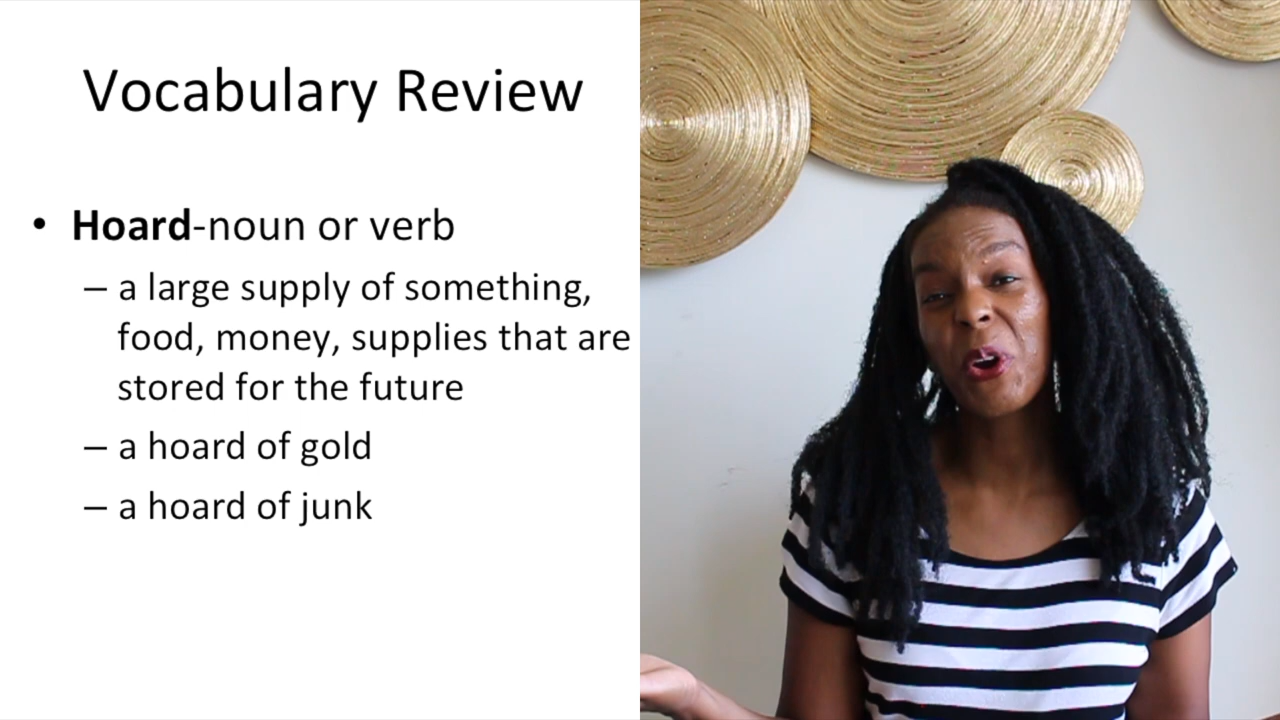 Vocabulary Review
• Hoard-noun or verb
– a large supply of something,
food, money, supplies that are
stored for the future
– a hoard of gold
– a hoard of junk